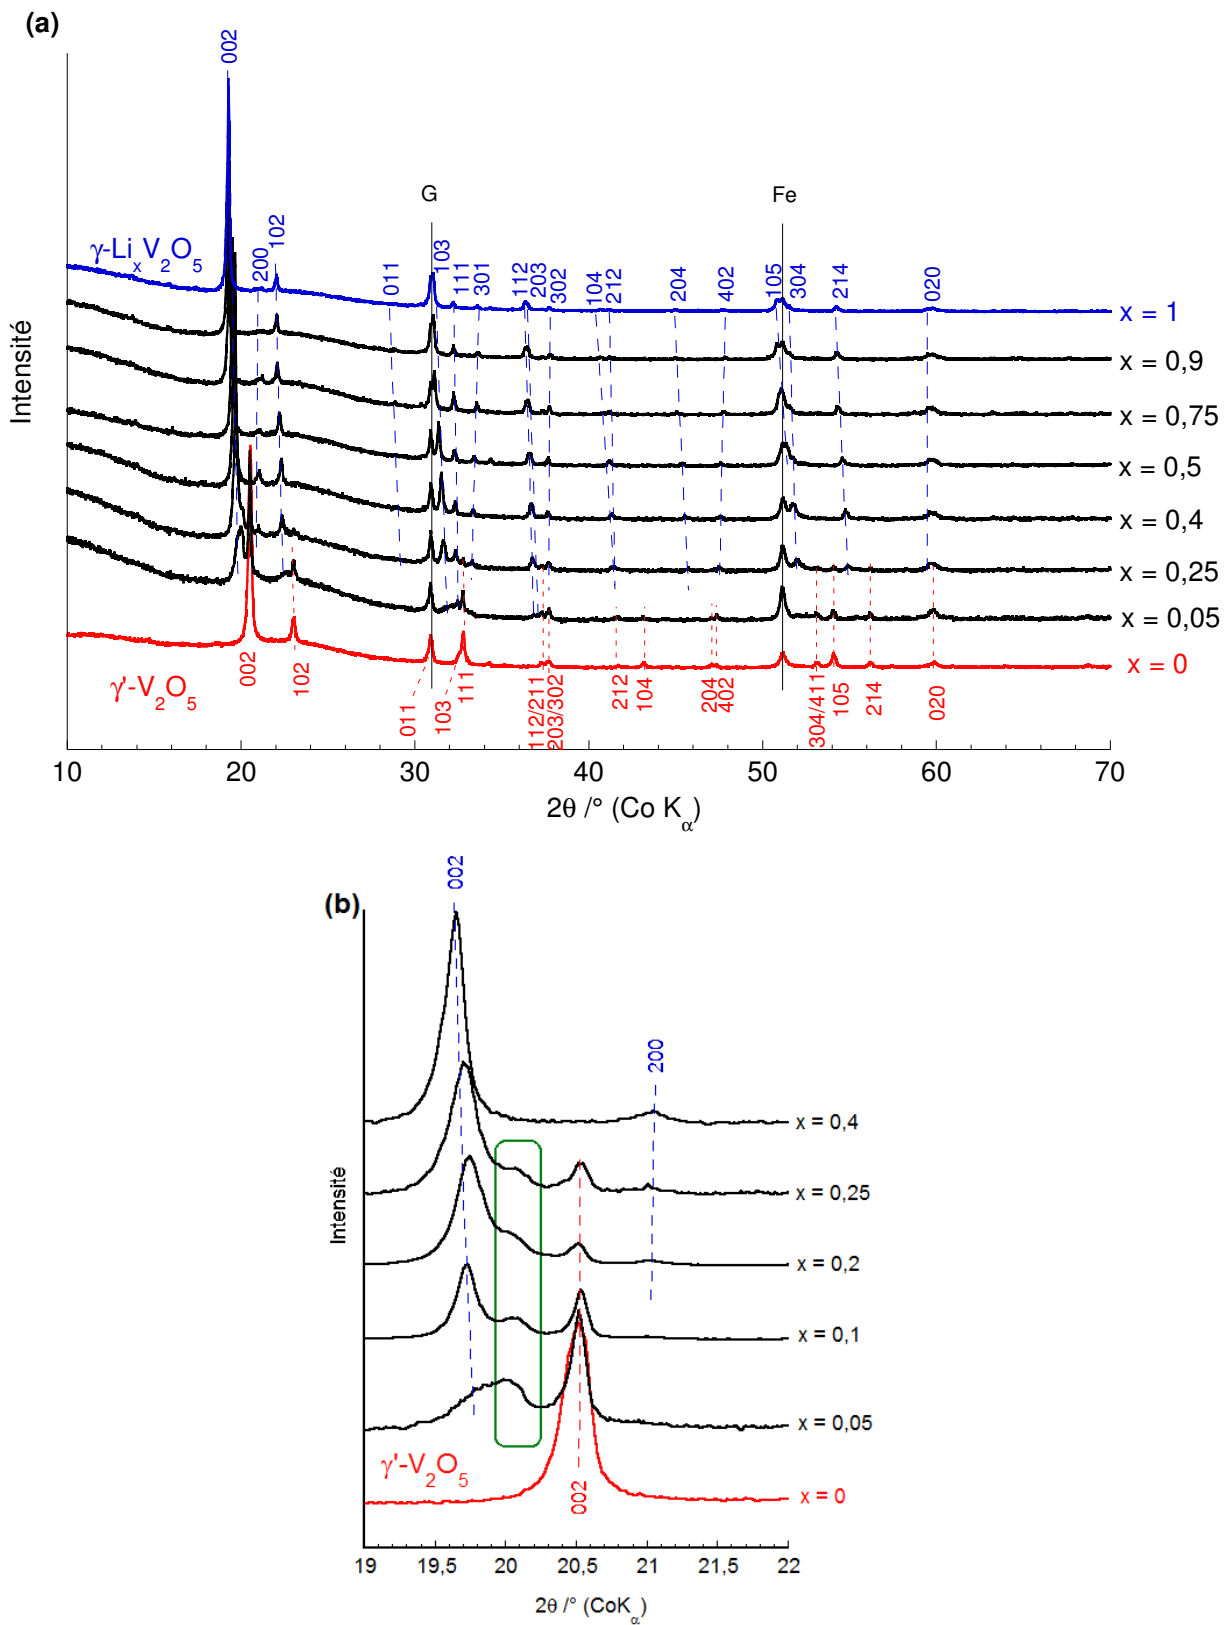 (a)
002
G
Fe
γ-LixV2O5
200
102
011
103
111
301
112
203
302
104
212
204
402
105
304
214
020
x = 1
x = 0,9
x = 0,75
x = 0,5
x = 0,4
x = 0,25
x = 0,05
x = 0
γ'-V2O5
002
102
011
103
111
112/211
203/302
212
104
204
402
304/411
105
214
020
Intensité
10 20 30 40 50 60 70
2θ /° (Co Kα)
(b)
002
200
x = 0,4
x = 0,25
x = 0,2
x = 0,1
x = 0,05
γ'-V2O5
002
x = 0
Intensité
19 19,5 20 20,5 21 21,5 22
2θ /° (CoKα)